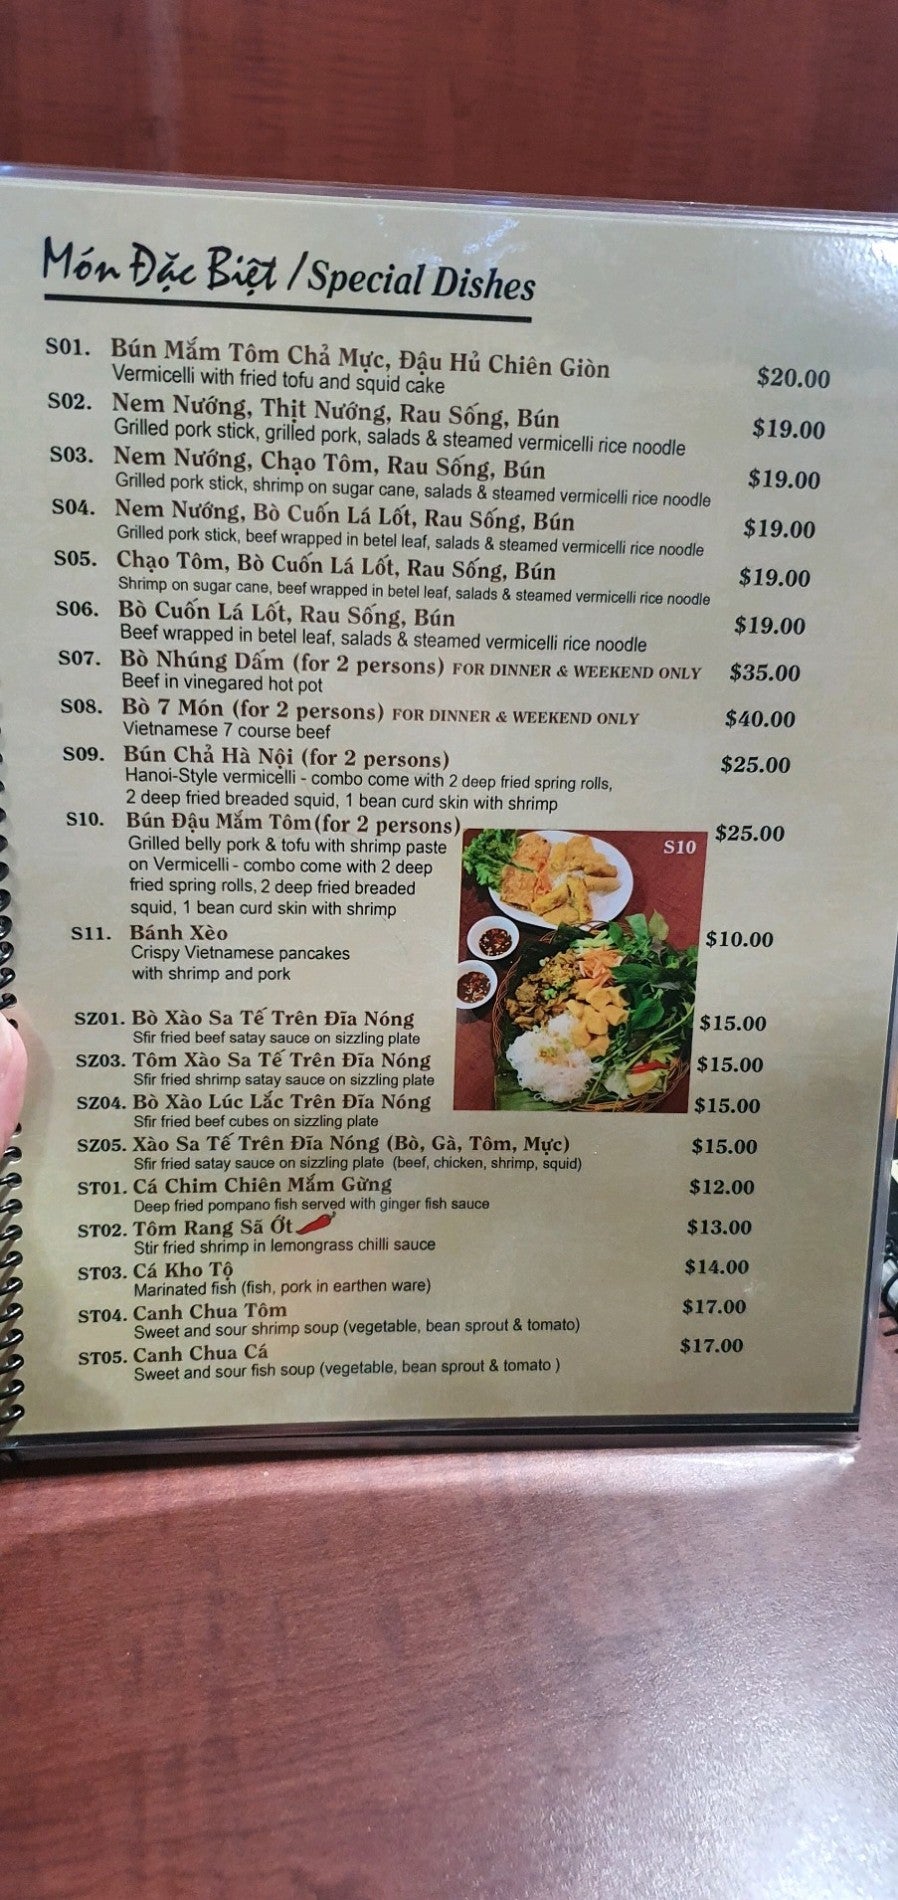 Món Đặc Biệt / Special Dishes
S01. Bún Mắm Tôm Chả Mực, Đậu Hủ Chiên Giòn $20.00
Vermicelli with fried tofu and squid cake
S02. Nem Nướng, Thịt Nướng, Rau Sống, Bún $19.00
Grilled pork stick, grilled pork, salads & steamed vermicelli rice noodle
S03. Nem Nướng, Chạo Tôm, Rau Sống, Bún $19.00
Grilled pork stick, shrimp on sugar cane, salads & steamed vermicelli rice noodle
S04. Nem Nướng, Bò Cuốn Lá Lốt, Rau Sống, Bún $19.00
Grilled pork stick, beef wrapped in betel leaf, salads & steamed vermicelli rice noodle
S05. Chạo Tôm, Bò Cuốn Lá Lốt, Rau Sống, Bún $19.00
Shrimp on sugar cane, beef wrapped in betel leaf, salads & steamed vermicelli rice noodle
S06. Bò Cuốn Lá Lốt, Rau Sống, Bún $19.00
Beef wrapped in betel leaf, salads & steamed vermicelli rice noodle
S07. Bò Nhúng Dấm (for 2 persons) FOR DINNER & WEEKEND ONLY $35.00
Beef in vinegared hot pot
S08. Bò 7 Món (for 2 persons) FOR DINNER & WEEKEND ONLY $40.00
Vietnamese 7 course beef
S09. Bún Chả Hà Nội (for 2 persons) $25.00
Hanoi-Style vermicelli - combo come with 2 deep fried spring rolls,
2 deep fried breaded squid, 1 bean curd skin with shrimp
S10. Bún Đậu Mắm Tôm (for 2 persons) $25.00
Grilled belly pork & tofu with shrimp paste
on Vermicelli - combo come with 2 deep
fried spring rolls, 2 deep fried breaded
squid, 1 bean curd skin with shrimp
S10
S11. Bánh Xèo $10.00
Crispy Vietnamese pancakes
with shrimp and pork
SZ01. Bò Xào Sa Tế Trên Đĩa Nóng $15.00
Sfir fried beef satay sauce on sizzling plate
SZ03. Tôm Xào Sa Tế Trên Đĩa Nóng $15.00
Sfir fried shrimp satay sauce on sizzling plate
SZ04. Bò Xào Lúc Lắc Trên Đĩa Nóng $15.00
Sfir fried beef cubes on sizzling plate
SZ05. Xào Sa Tế Trên Đĩa Nóng (Bò, Gà, Tôm, Mực) $15.00
Sfir fried satay sauce on sizzling plate (beef, chicken, shrimp, squid)
ST01. Cá Chim Chiên Mắm Gừng $12.00
Deep fried pompano fish served with ginger fish sauce
ST02. Tôm Rang Sã Ớt $13.00
Stir fried shrimp in lemongrass chilli sauce
ST03. Cá Kho Tộ $14.00
Marinated fish (fish, pork in earthen ware)
ST04. Canh Chua Tôm $17.00
Sweet and sour shrimp soup (vegetable, bean sprout & tomato)
ST05. Canh Chua Cá $17.00
Sweet and sour fish soup (vegetable, bean sprout & tomato )